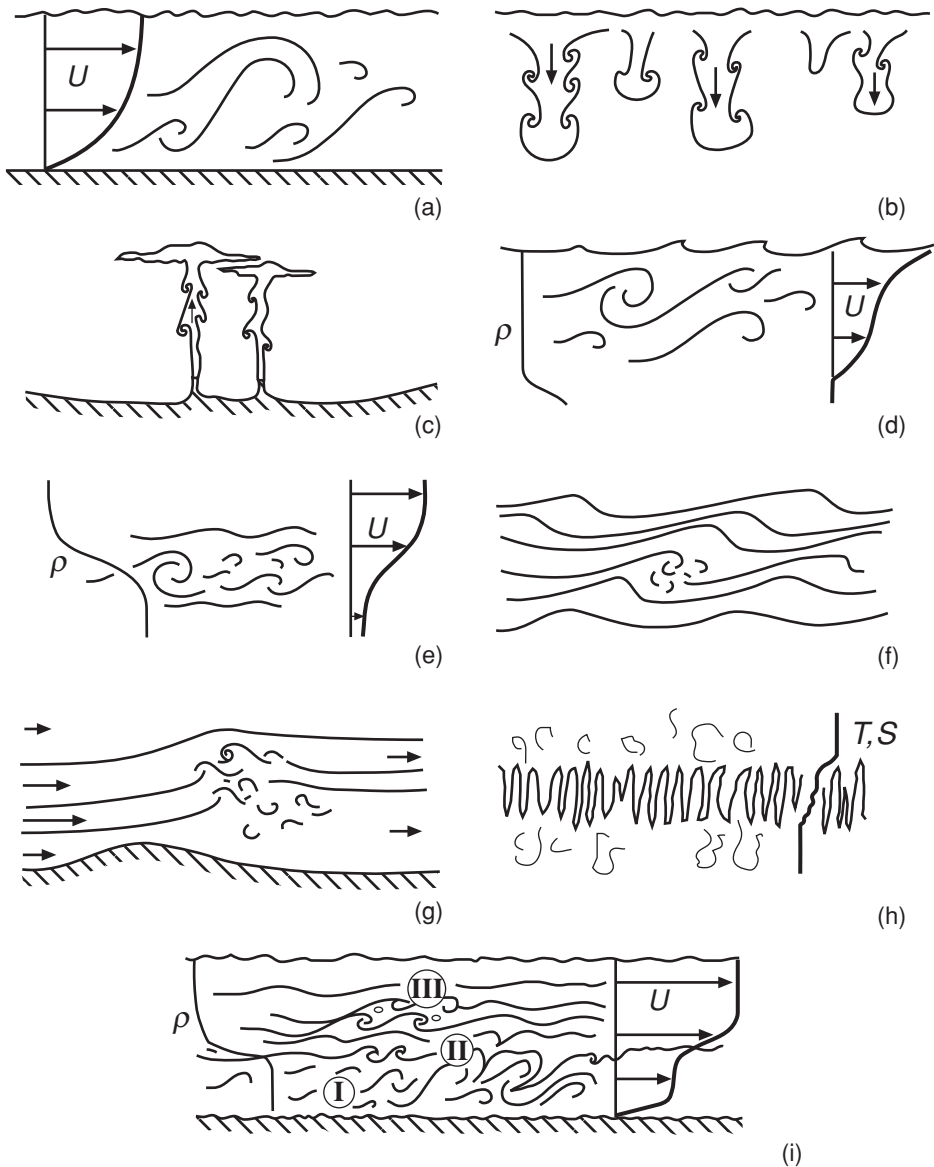 U
(a)
(b)
(c)
ρ
U
(d)
ρ
U
(e)
(f)
(g)
T,S
(h)
ρ
III
II
I
U
(i)